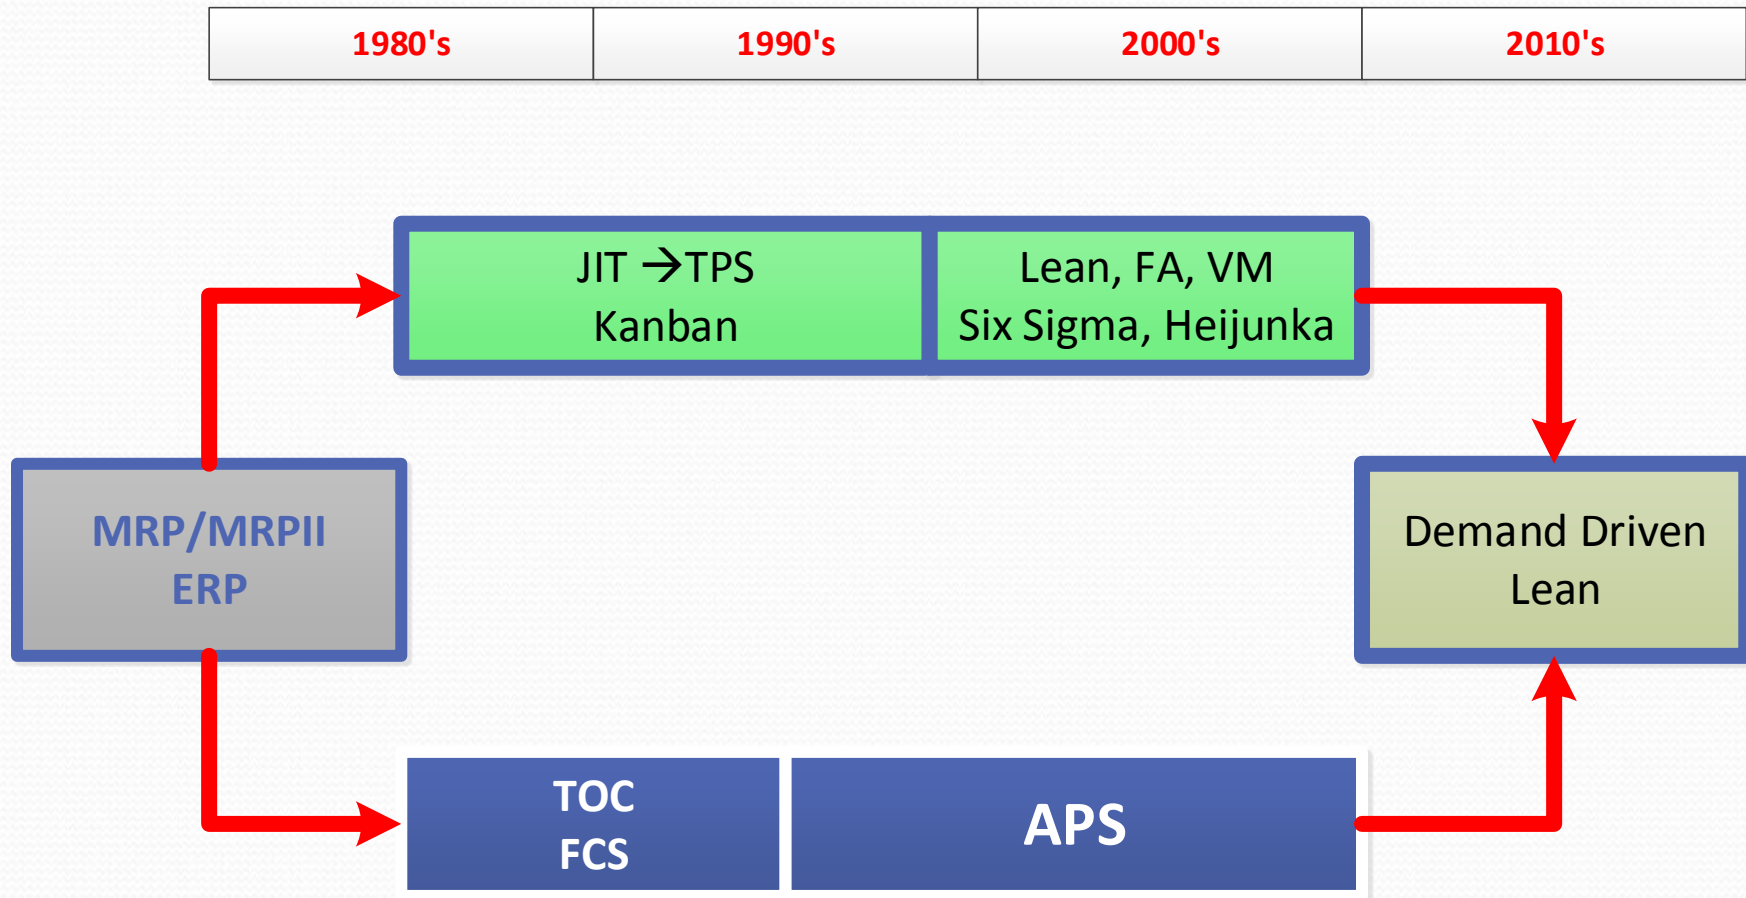 1980's 1990's 2000's 2010's
JIT →TPS
Kanban
Lean, FA, VM
Six Sigma, Heijunka
MRP/MRPII
ERP
Demand Driven
Lean
TOC
FCS
APS